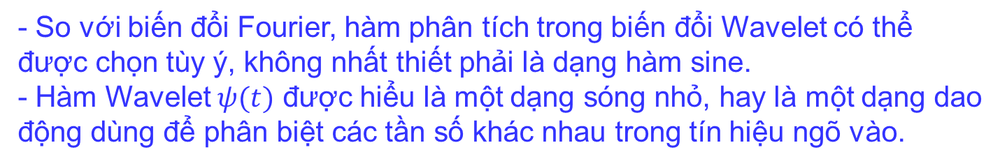 - So với biến đổi Fourier, hàm phân tích trong biến đổi Wavelet có thể
được chọn tùy ý, không nhất thiết phải là dạng hàm sine.
- Hàm Wavelet ψ(t) được hiểu là một dạng sóng nhỏ, hay là một dạng dao
động dùng để phân biệt các tần số khác nhau trong tín hiệu ngõ vào.